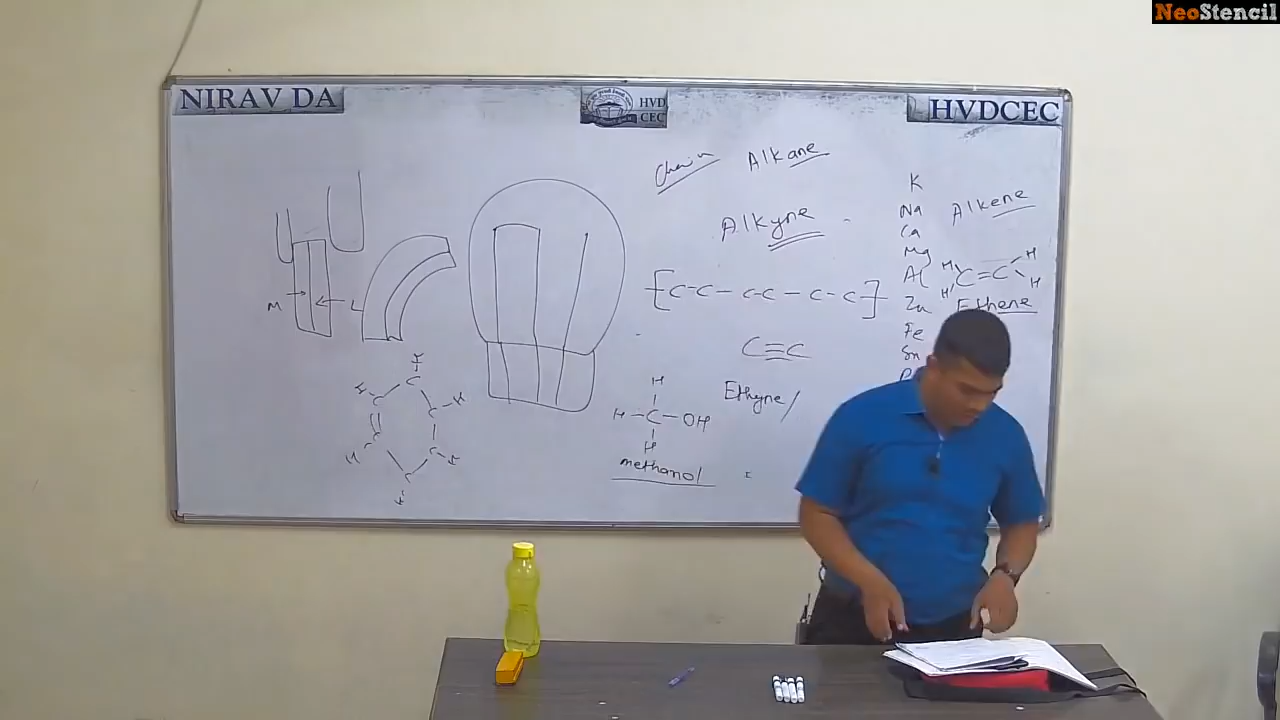 NeoStencil
NIRAV DA
HVD
CEC
HVDCEC
Chain
Alkane
Alkyne
K
Na
Ca
Mg
Al
Zn
Fe
Sn
Alkene
H H
C=C
H H
Ethene
M
L
[C-C-C-C-C-C]
C≡C
Ethyne/
H
H-C-OH
H
methanol
H
C
H C C H
H C C H
C
H